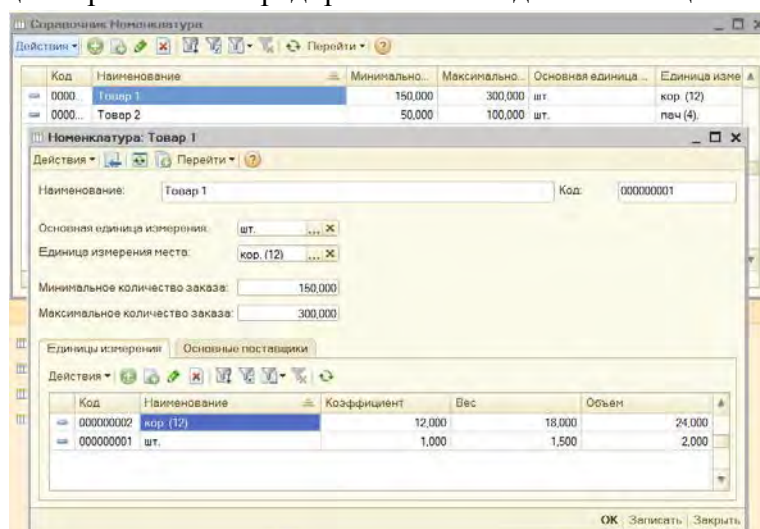 Справочник Номенклатура
Действия Перейти
Код Наименование Минимально... Максимально... Основная единица ... Единица изме
0000... Товар 1 150,000 300,000 шт. кор. (12)
0000... Товар 2 50,000 100,000 шт. пач (4).
Номенклатура: Товар 1
Действия Перейти
Наименование: Товар 1 Код: 000000001
Основная единица измерения: шт. ...
Единица измерения места: кор. (12) ...
Минимальное количество заказа: 150,000
Максимальное количество заказа: 300,000
Единицы измерения Основные поставщики
Действия
Код Наименование Коэффициент Вес Объем
000000002 кор. (12) 12,000 18,000 24,000
000000001 шт. 1,000 1,500 2,000
OK Записать Закрыть